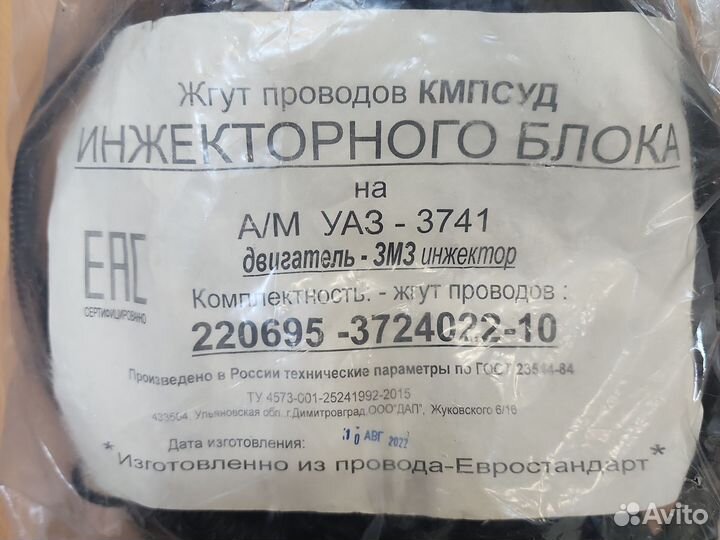 Жгут проводов КМПСУД
ИНЖЕКТОРНОГО БЛОКА
на
А/М УАЗ - 3741
двигатель - ЗМЗ инжектор
ЕАС
СЕРТИФИЦИРОВАНО
Комплектность. - жгут проводов :
220695 -3724022-10
Произведено в России технические параметры по ГОСТ 23544-84
ТУ 4573-001-25241992-2015
433504. Ульяновская обл..г.Димитровград,ООО"ДАП", Жуковского 6/16
Дата изготовления: 10 АВГ 2022
*Изготовленно из провода-Евростандарт*
Avito